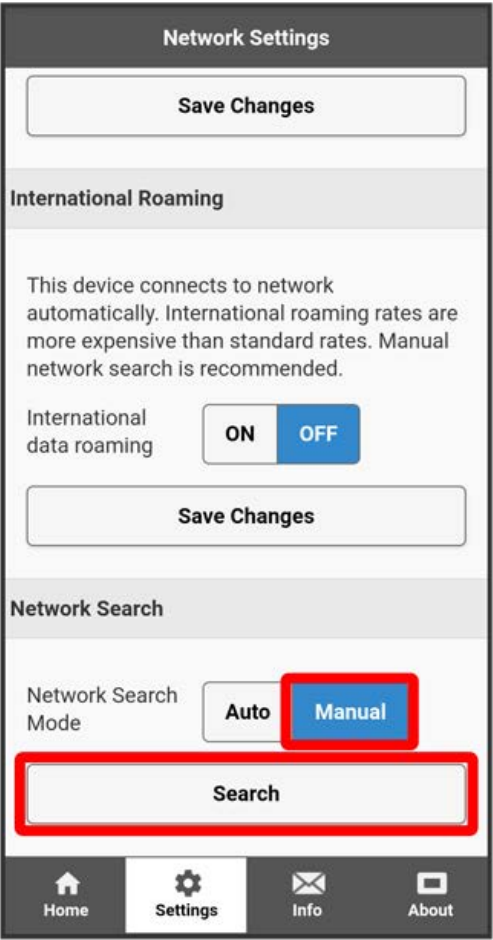 Network Settings
Save Changes
International Roaming
This device connects to network
automatically. International roaming rates are
more expensive than standard rates. Manual
network search is recommended.
International
data roaming
ON OFF
Save Changes
Network Search
Network Search
Mode
Auto Manual
Search
Home Settings Info About